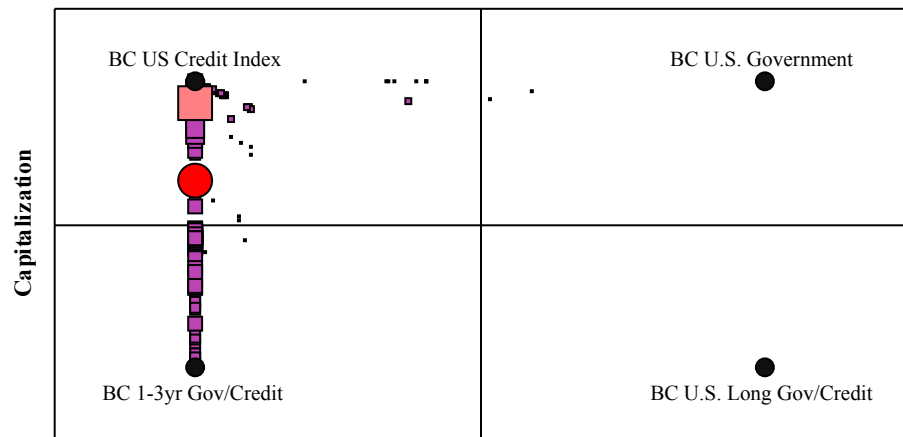 BC US Credit Index
BC U.S. Government
Capitalization
BC 1-3yr Gov/Credit
BC U.S. Long Gov/Credit